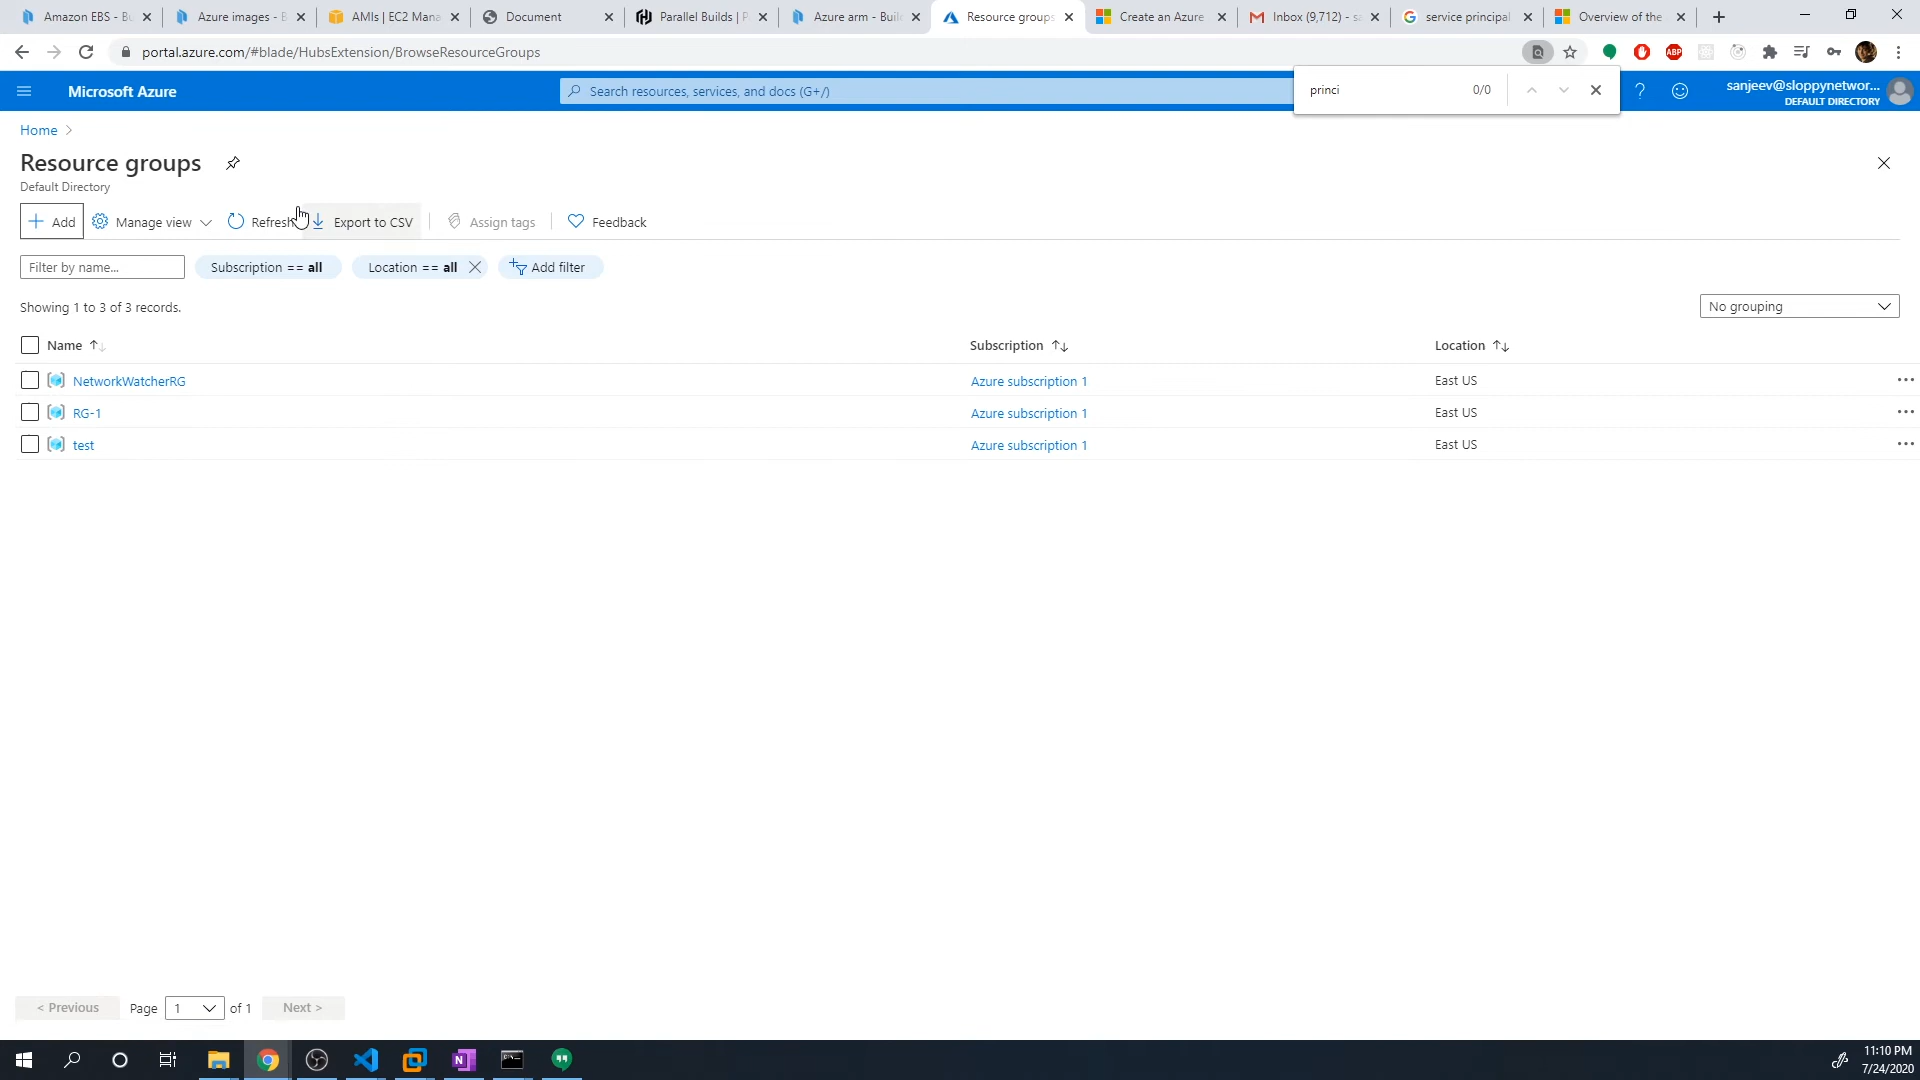 Amazon EBS - Bu
Azure images - B
AMIs | EC2 Mana
Document
Parallel Builds | P
Azure arm - Buil
Resource groups
Create an Azure
Inbox (9,712) - sa
service principal
Overview of the
portal.azure.com/#blade/HubsExtension/BrowseResourceGroups
ABP
Microsoft Azure
Search resources, services, and docs (G+/)
princi
0/0
sanjeev@sloppynetwor...
DEFAULT DIRECTORY
Home
Resource groups
Default Directory
Add
Manage view
Refresh
Export to CSV
Assign tags
Feedback
Filter by name...
Subscription == all
Location == all
Add filter
Showing 1 to 3 of 3 records.
No grouping
Name
Subscription
Location
NetworkWatcherRG
Azure subscription 1
East US
RG-1
Azure subscription 1
East US
test
Azure subscription 1
East US
< Previous
Page
1
of 1
Next >
11:10 PM
7/24/2020